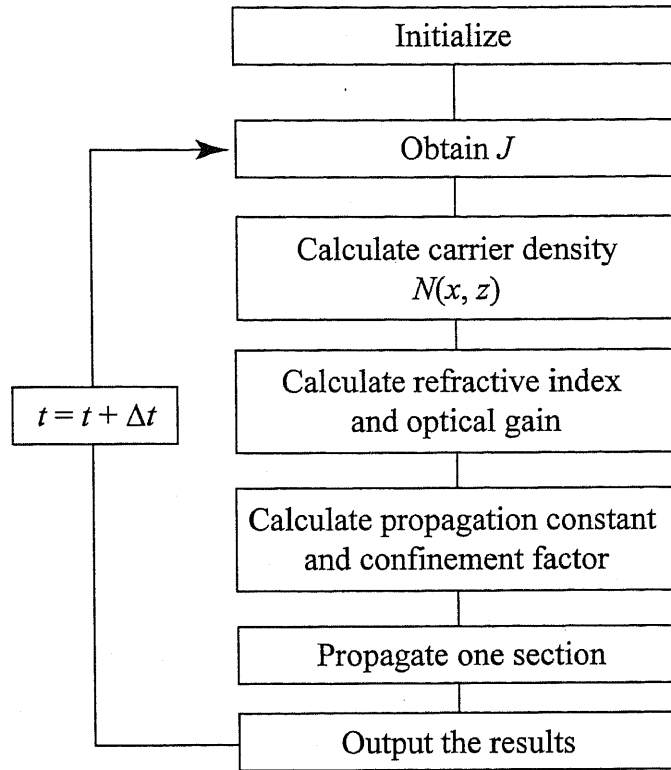 Initialize
Obtain J
Calculate carrier density
N(x, z)
Calculate refractive index
and optical gain
t = t + Δt
Calculate propagation constant
and confinement factor
Propagate one section
Output the results